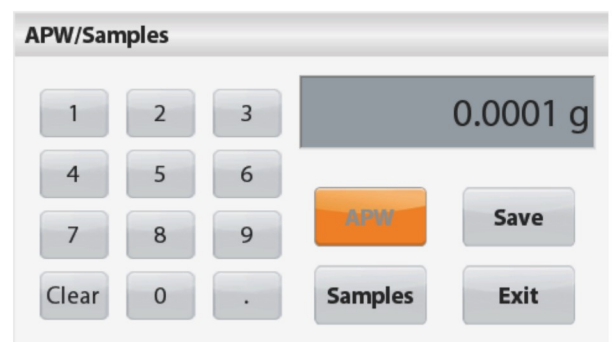 APW/Samples
0.0001 g
1 2 3
4 5 6
7 8 9
Clear 0 .
APW Save
Samples Exit